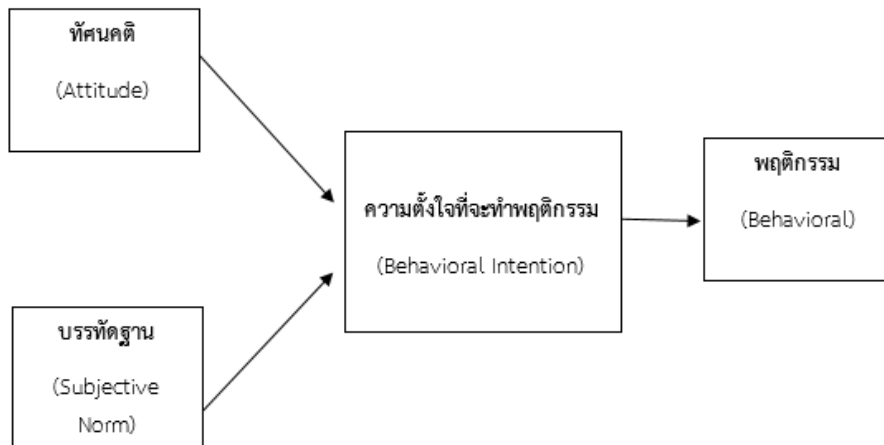 ทัศนคติ
(Attitude)
บรรทัดฐาน
(Subjective
Norm)
ความตั้งใจที่จะทำพฤติกรรม
(Behavioral Intention)
พฤติกรรม
(Behavioral)